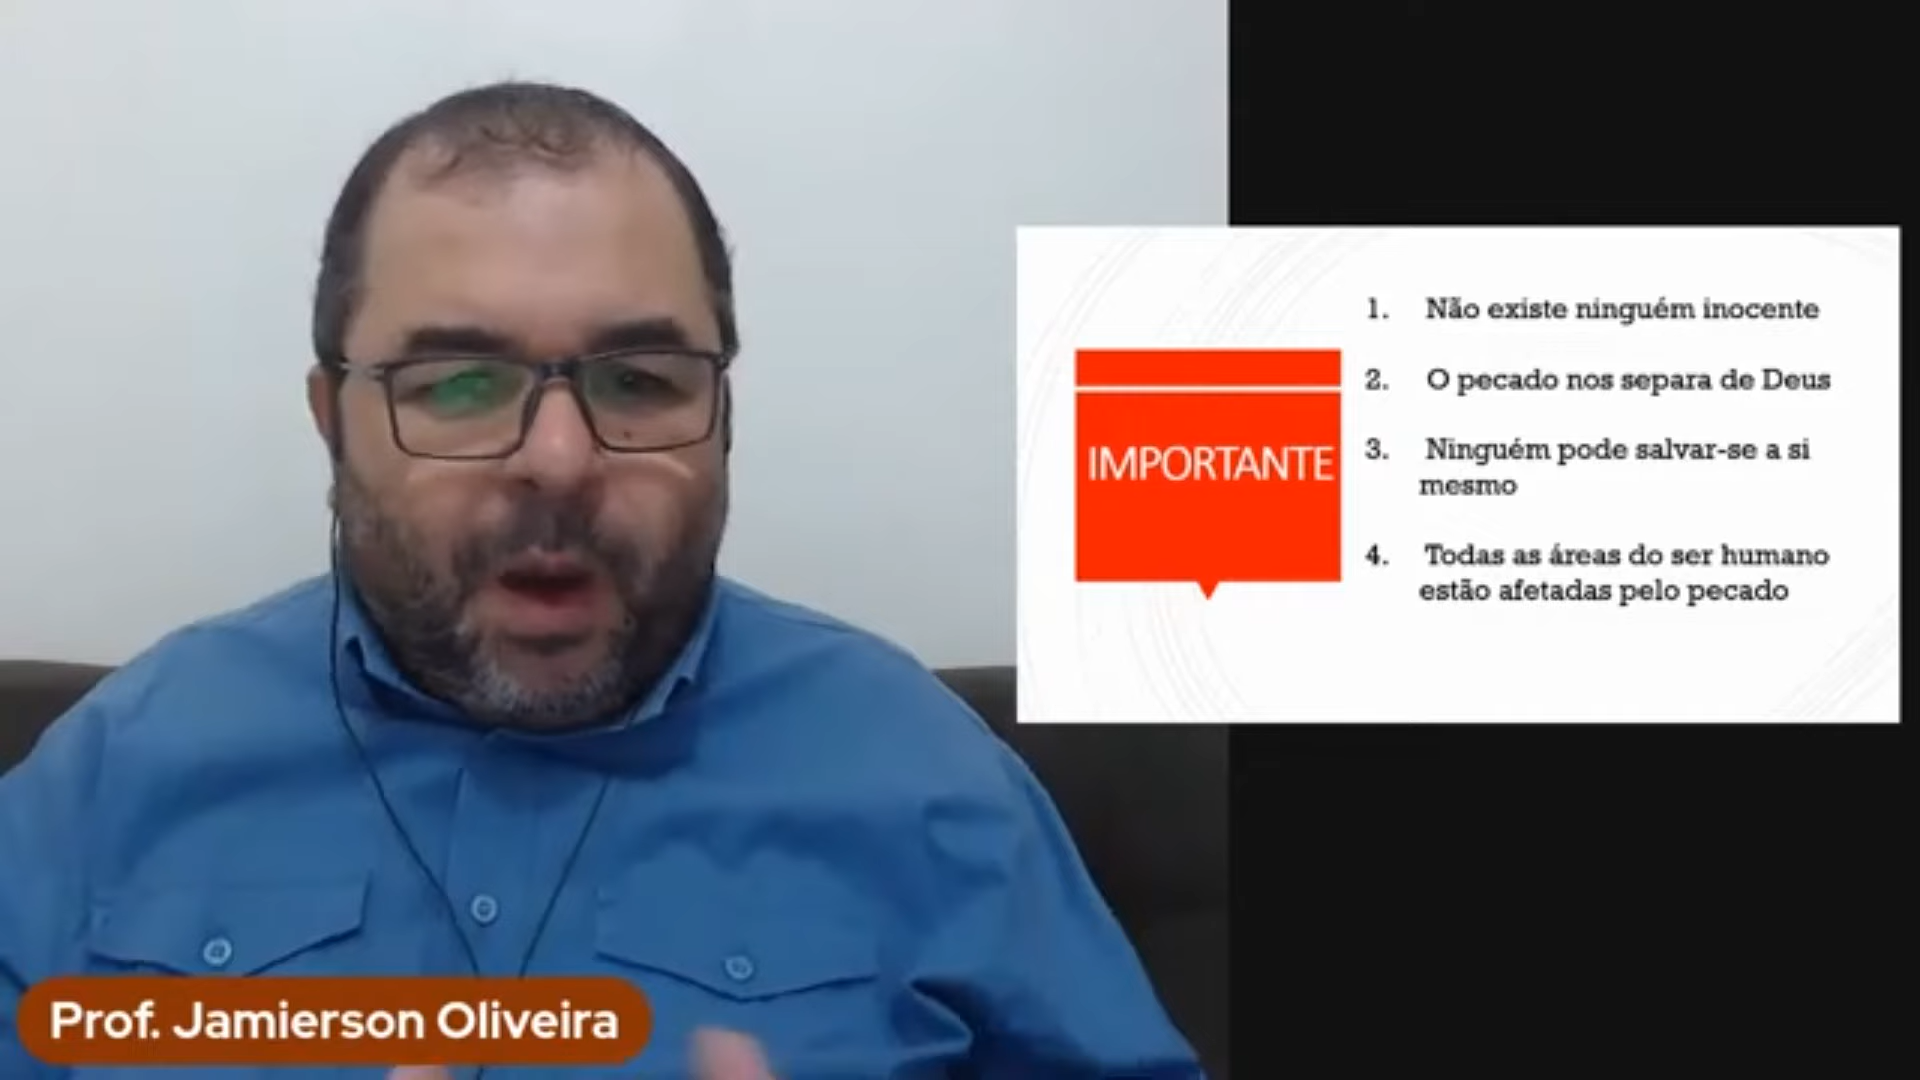 IMPORTANTE
1. Não existe ninguém inocente
2. O pecado nos separa de Deus
3. Ninguém pode salvar-se a si
mesmo
4. Todas as áreas do ser humano
estão afetadas pelo pecado
Prof. Jamierson Oliveira